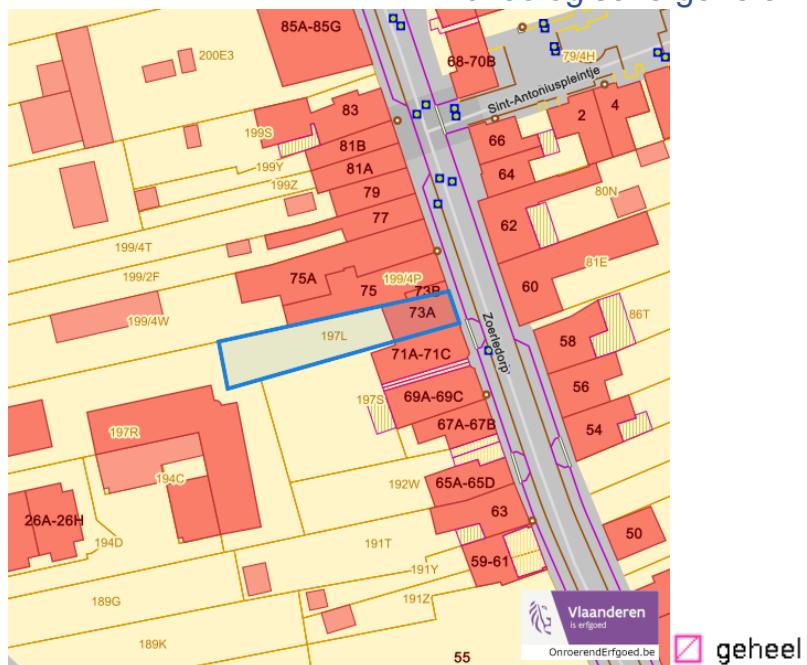 85A-85G
200E3
68-70B
79/4H
Sint-Antoniuspleintje
83
199S
81B
199Y
81A
199Z
79
77
2
4
66
64
62
80N
81E
60
199/4T
199/2F
199/4W
75A
75
199/4P
73B
73A
197L
71A-71C
Zoerledorp
86T
58
56
54
197S
69A-69C
67A-67B
197R
194C
192W
65A-65D
63
26A-26H
194D
191T
191Y
59-61
50
189G
191Z
189K
55
Vlaanderen
is erfgoed
OnroerendErfgoed.be
geheel